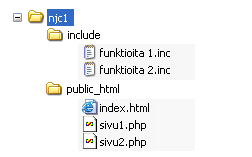 njc1
include
funktioita 1.inc
funktioita 2.inc
public_html
index.html
sivu1.php
sivu2.php